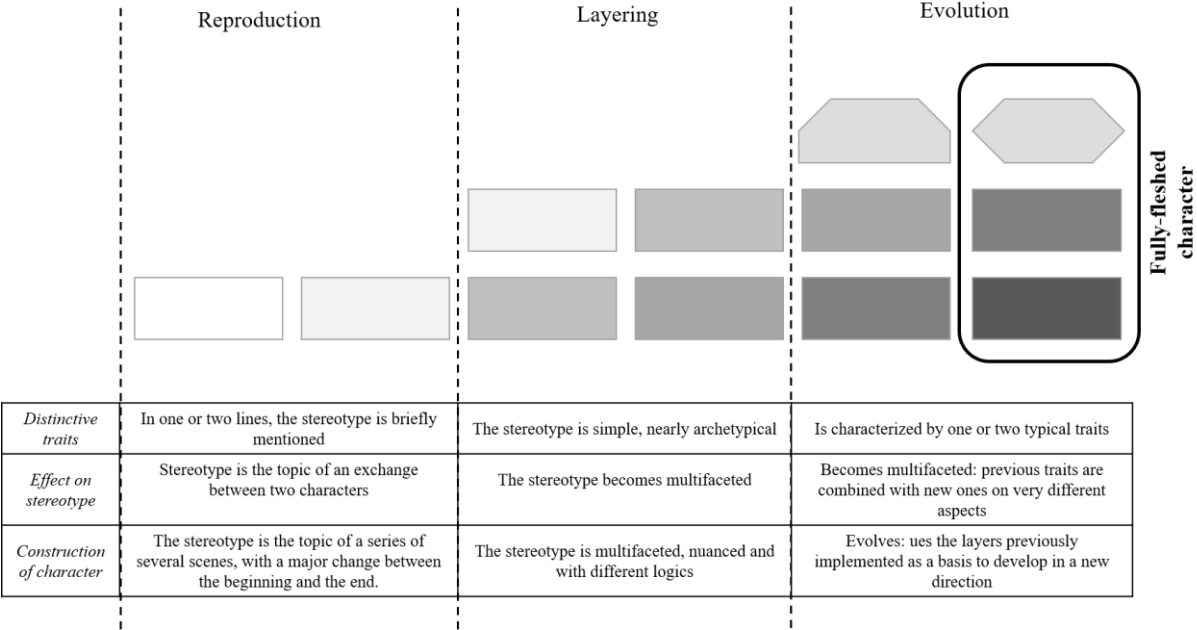 Reproduction
Layering
Evolution
Fully-fleshed
character
Distinctive
traits
In one or two lines, the stereotype is briefly
mentioned
The stereotype is simple, nearly archetypical
Is characterized by one or two typical traits
Effect on
stereotype
Stereotype is the topic of an exchange
between two characters
The stereotype becomes multifaceted
Becomes multifaceted: previous traits are
combined with new ones on very different
aspects
Construction
of character
The stereotype is the topic of a series of
several scenes, with a major change between
the beginning and the end.
The stereotype is multifaceted, nuanced and
with different logics
Evolves: ues the layers previously
implemented as a basis to develop in a new
direction